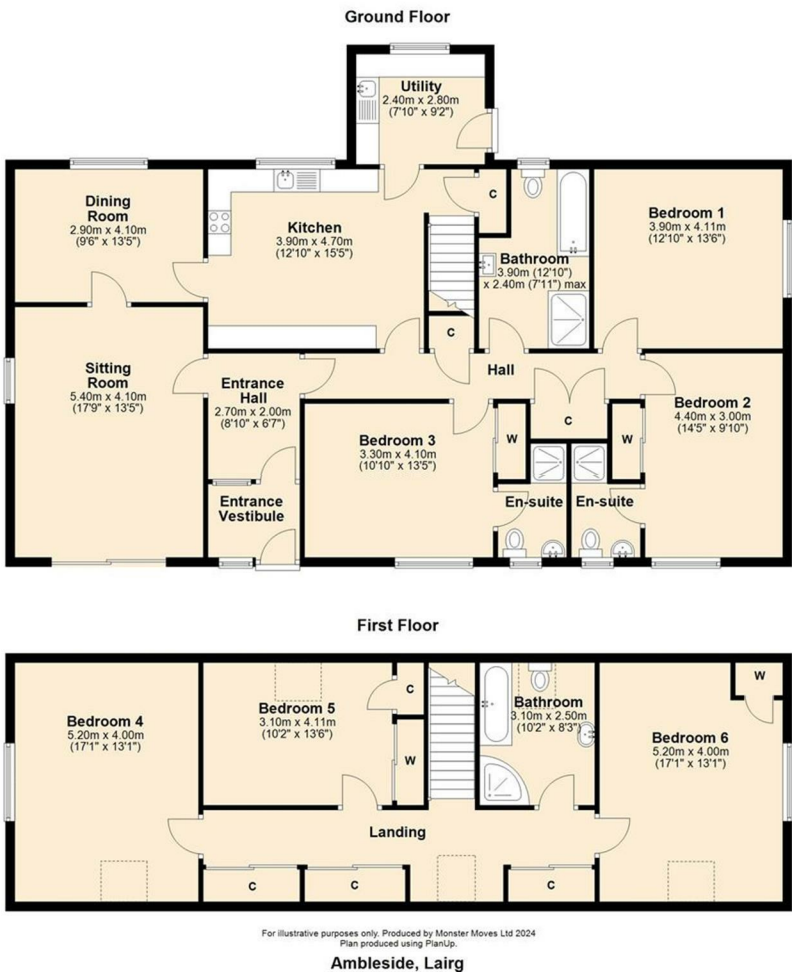 Ground Floor
Utility
2.40m x 2.80m
(7'10" x 9'2")
Dining
Room
2.90m x 4.10m
(9'6" x 13'5")
Kitchen
3.90m x 4.70m
(12'10" x 15'5")
C
Bathroom
3.90m (12'10")
x 2.40m (7'11") max
Bedroom 1
3.90m x 4.11m
(12'10" x 13'6")
Sitting
Room
5.40m x 4.10m
(17'9" x 13'5")
Entrance
Hall
2.70m x 2.00m
(8'10" x 6'7")
C
Hall
C
Bedroom 3
3.30m x 4.10m
(10'10" x 13'5")
W
W
Bedroom 2
4.40m x 3.00m
(14'5" x 9'10")
Entrance
Vestibule
En-suite
En-suite
First Floor
Bedroom 4
5.20m x 4.00m
(17'1" x 13'1")
Bedroom 5
3.10m x 4.11m
(10'2" x 13'6")
C
W
Bathroom
3.10m x 2.50m
(10'2" x 8'3")
Bedroom 6
5.20m x 4.00m
(17'1" x 13'1")
W
Landing
C
C
C
For illustrative purposes only. Produced by Monster Moves Ltd 2024
Plan produced using PlanUp.
Ambleside, Lairg